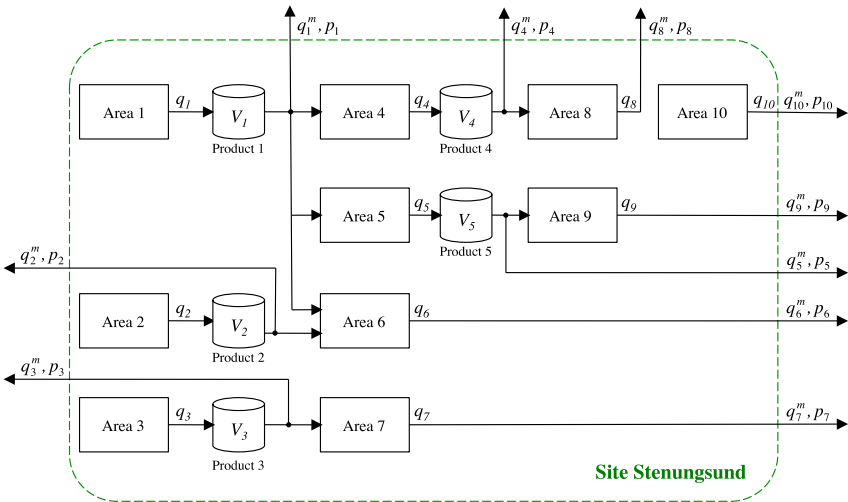 q₁ᵐ, p₁
q₄ᵐ, p₄
q₈ᵐ, p₈
Area 1
q₁
V₁
Product 1
Area 4
q₄
V₄
Product 4
Area 8
q₈
Area 10
q₁₀
q₁₀ᵐ, p₁₀
Area 5
q₅
V₅
Product 5
Area 9
q₉
q₉ᵐ, p₉
q₂ᵐ, p₂
q₅ᵐ, p₅
Area 2
q₂
V₂
Product 2
Area 6
q₆
q₆ᵐ, p₆
q₃ᵐ, p₃
Area 3
q₃
V₃
Product 3
Area 7
q₇
q₇ᵐ, p₇
Site Stenungsund